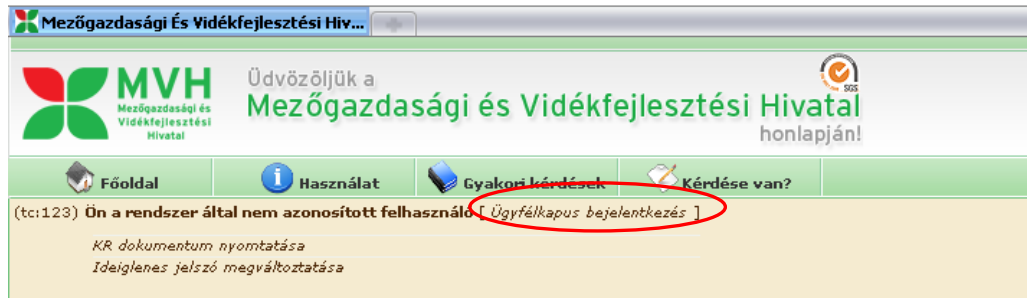 Mezőgazdasági És Vidékfejlesztési Hiv...
MVH
Mezőgazdasági és
Vidékfejlesztési
Hivatal
Üdvözöljük a
Mezőgazdasági és Vidékfejlesztési Hivatal
honlapján!
SGS
Főoldal
Használat
Gyakori kérdések
Kérdése van?
(tc:123) Ön a rendszer által nem azonosított felhasználó [ Ügyfélkapus bejelentkezés ]
KR dokumentum nyomtatása
Ideiglenes jelszó megváltoztatása